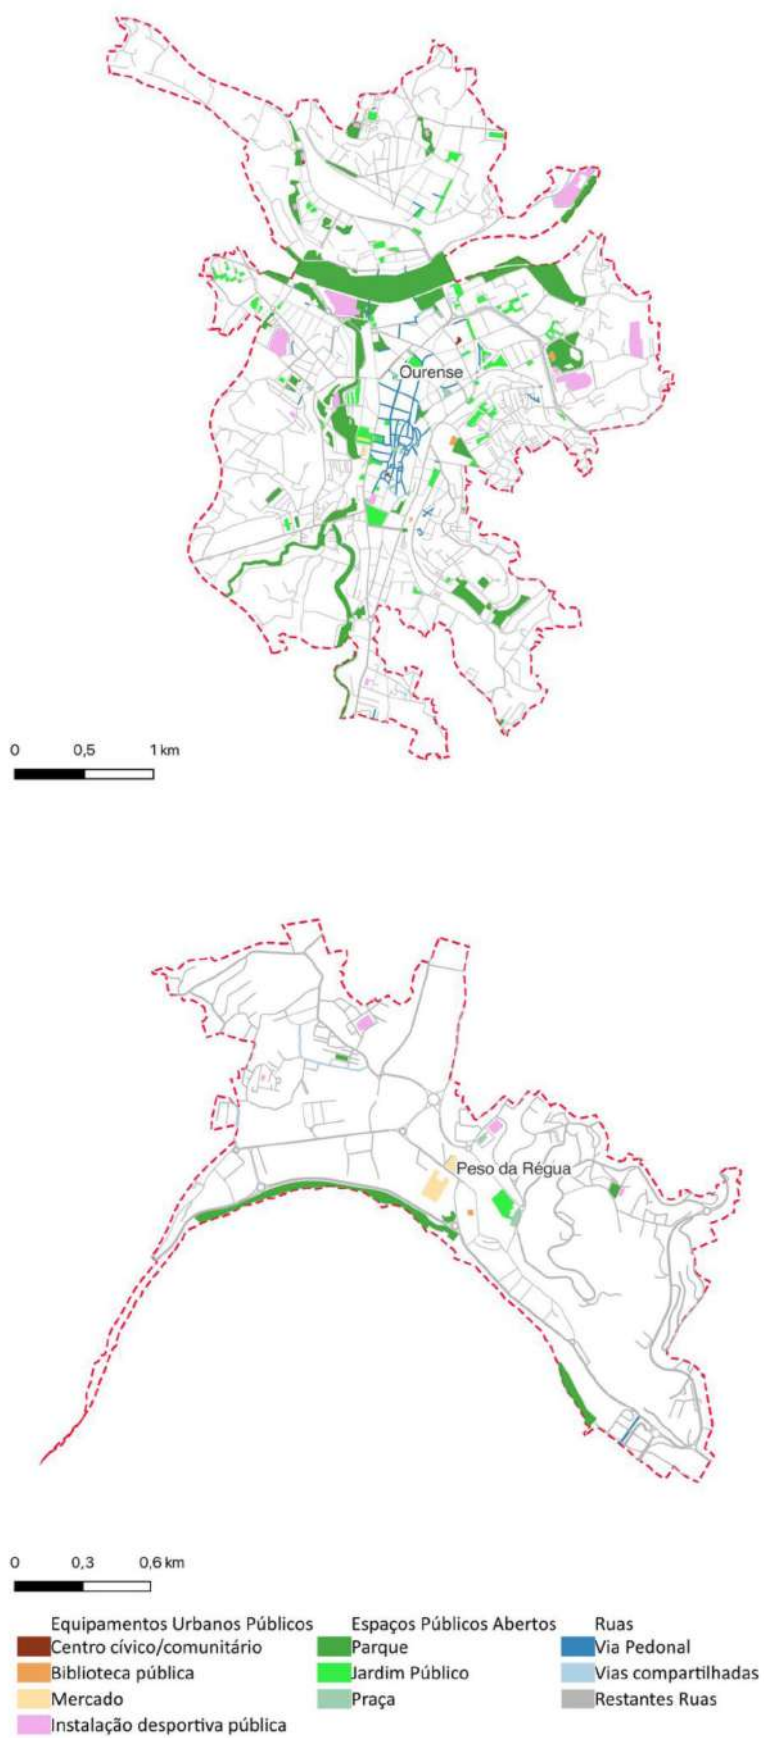 Ourense
0 0,5 1 km
Peso da Régua
0 0,3 0,6 km
Equipamentos Urbanos Públicos Espaços Públicos Abertos Ruas
Centro cívico/comunitário Parque Via Pedonal
Biblioteca pública Jardim Público Vias compartilhadas
Mercado Praça Restantes Ruas
Instalação desportiva pública